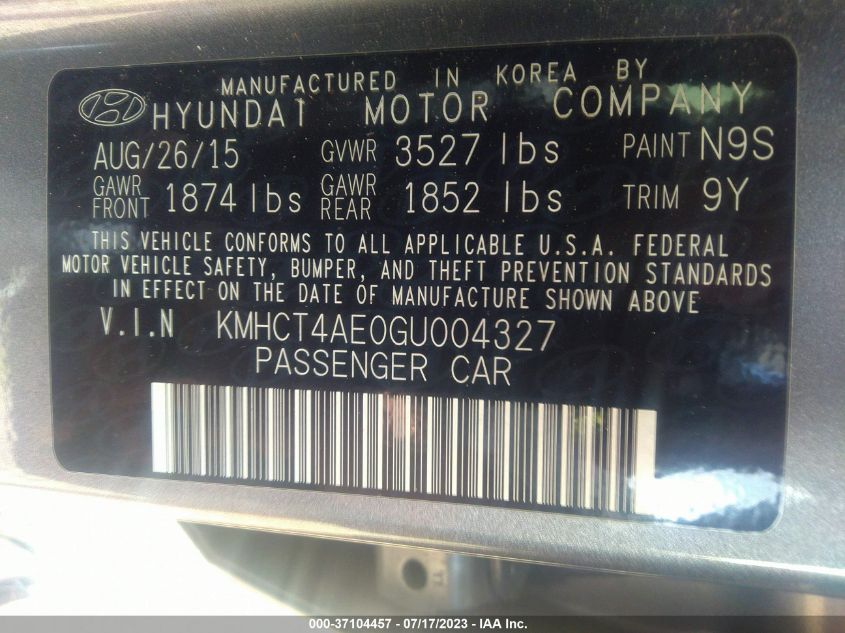 MANUFACTURED IN KOREA BY
HYUNDAI MOTOR COMPANY
AUG/26/15 GVWR 3527 lbs PAINT N9S
GAWR FRONT 1874 lbs GAWR REAR 1852 lbs TRIM 9Y
THIS VEHICLE CONFORMS TO ALL APPLICABLE U.S.A. FEDERAL
MOTOR VEHICLE SAFETY, BUMPER, AND THEFT PREVENTION STANDARDS
IN EFFECT ON THE DATE OF MANUFACTURE SHOWN ABOVE
V.I.N KMHCT4AE0GU004327
PASSENGER CAR
000-37104457 - 07/17/2023 - IAA Inc.